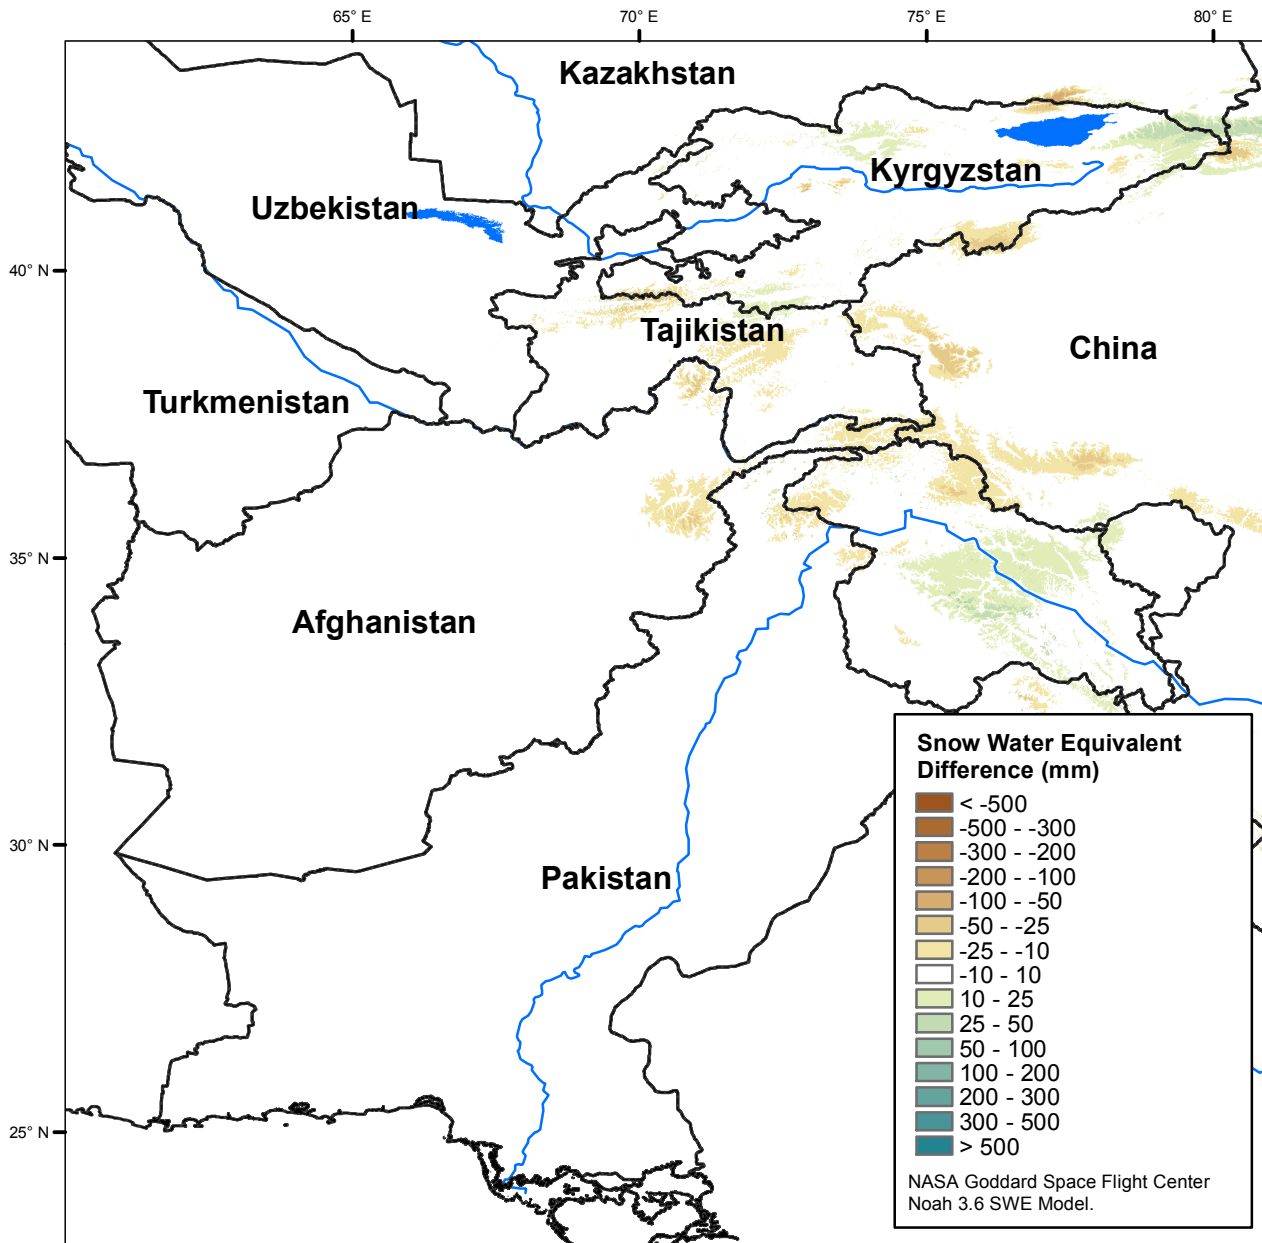 65° E
70° E
75° E
80° E
Kazakhstan
Kyrgyzstan
Uzbekistan
40° N
Tajikistan
China
Turkmenistan
35° N
Afghanistan
Snow Water Equivalent
Difference (mm)
< -500
-500 - -300
-300 - -200
-200 - -100
-100 - -50
-50 - -25
-25 - -10
-10 - 10
10 - 25
25 - 50
50 - 100
100 - 200
200 - 300
300 - 500
> 500
NASA Goddard Space Flight Center
Noah 3.6 SWE Model.
30° N
Pakistan
25° N